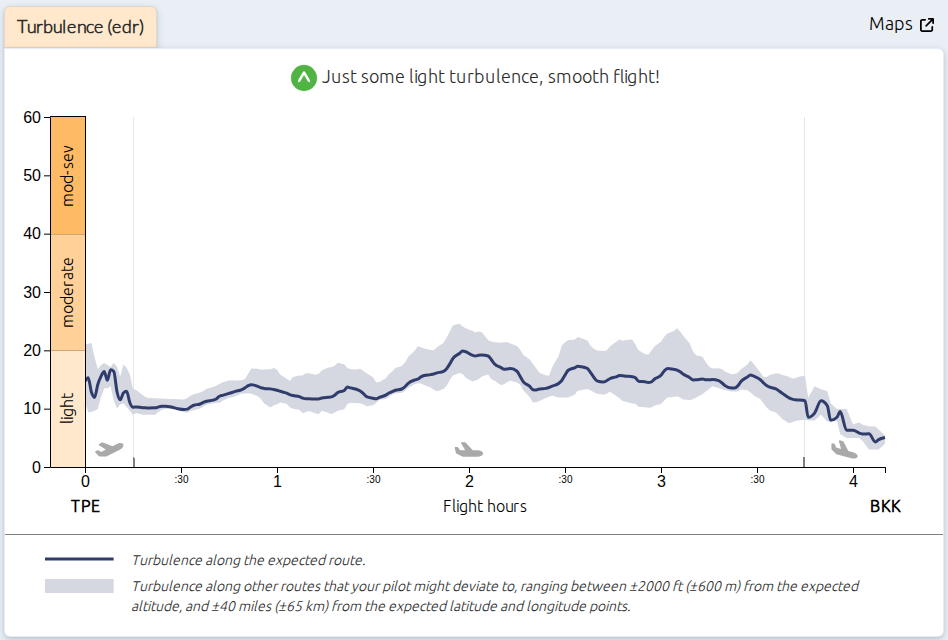 Turbulence (edr)
Maps
Just some light turbulence, smooth flight!
60
50
40
30
20
10
0
mod-sev
moderate
light
0 :30 1 :30 2 :30 3 :30 4
TPE Flight hours BKK
Turbulence along the expected route.
Turbulence along other routes that your pilot might deviate to, ranging between ±2000 ft (±600 m) from the expected
altitude, and ±40 miles (±65 km) from the expected latitude and longitude points.